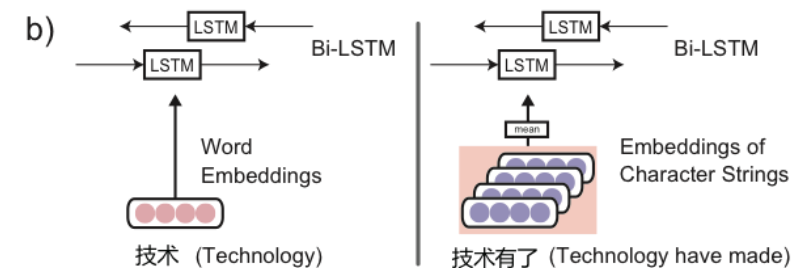 b)
LSTM
Bi-LSTM
LSTM
Word
Embeddings
技术 (Technology)
LSTM
Bi-LSTM
LSTM
mean
Embeddings of
Character Strings
技术有了 (Technology have made)